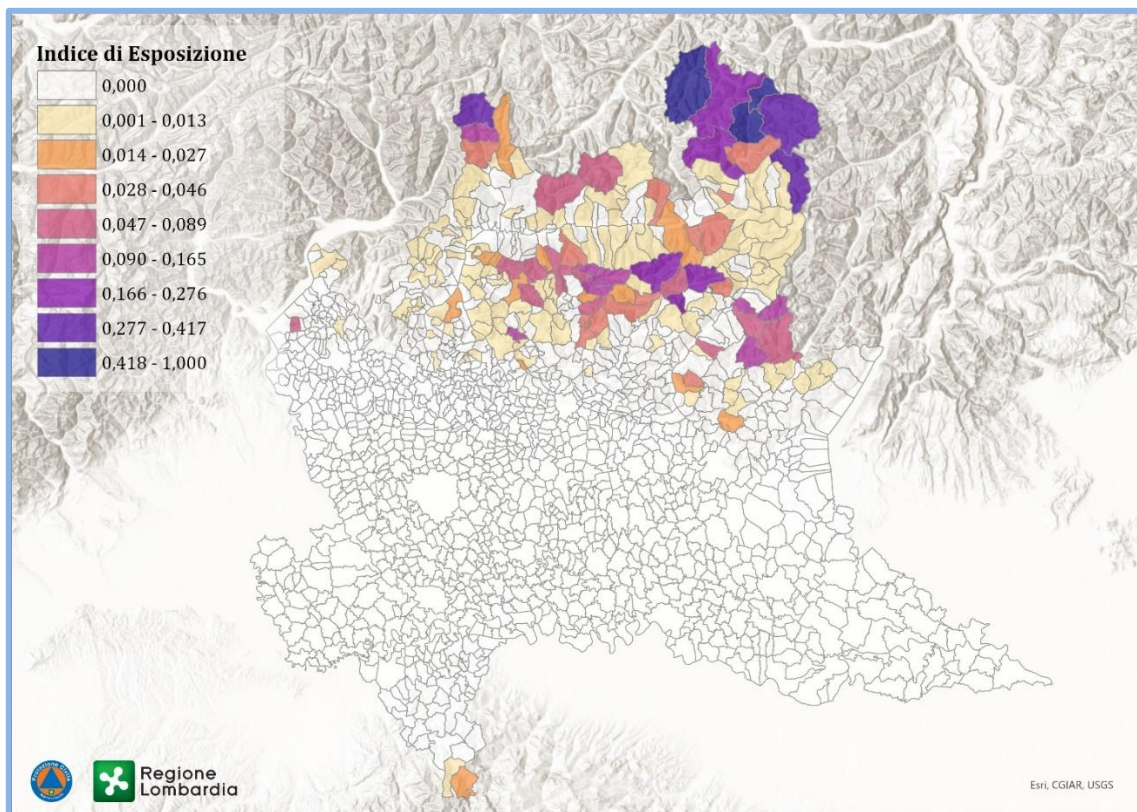 Indice di Esposizione
0,000
0,001 - 0,013
0,014 - 0,027
0,028 - 0,046
0,047 - 0,089
0,090 - 0,165
0,166 - 0,276
0,277 - 0,417
0,418 - 1,000
Protezione Civile
Regione
Lombardia
Esri, CGIAR, USGS